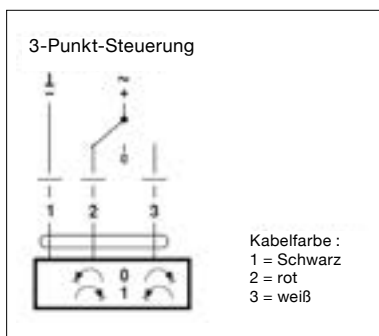 3-Punkt-Steuerung
~
+
0
1 2 3
0
1
Kabelfarbe :
1 = Schwarz
2 = rot
3 = weiß